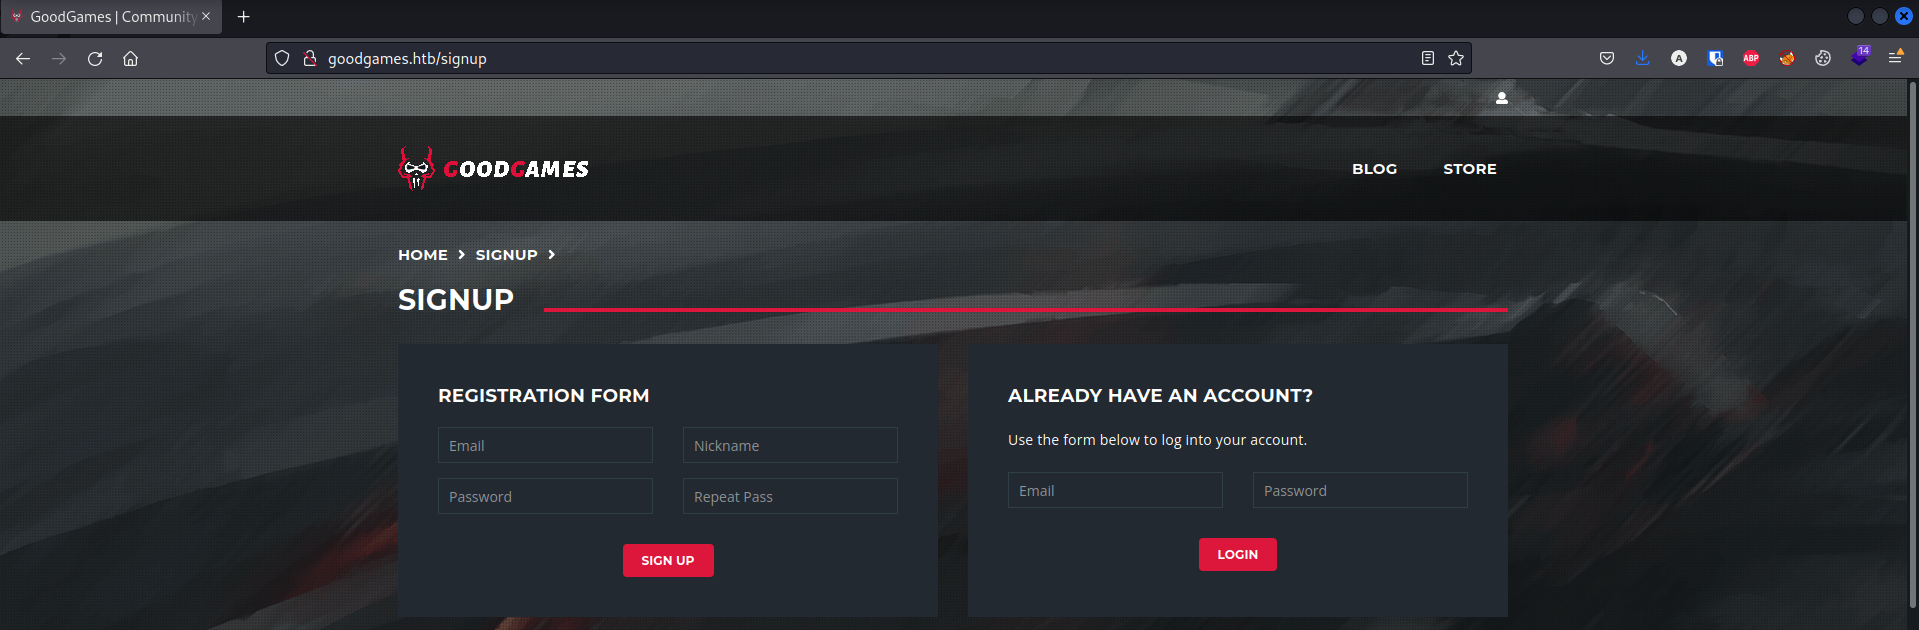 GoodGames | Community
goodgames.htb/signup
ABP
14
A
GOODGAMES
BLOG
STORE
HOME
SIGNUP
SIGNUP
REGISTRATION FORM
Email
Nickname
Password
Repeat Pass
SIGN UP
ALREADY HAVE AN ACCOUNT?
Use the form below to log into your account.
Email
Password
LOGIN